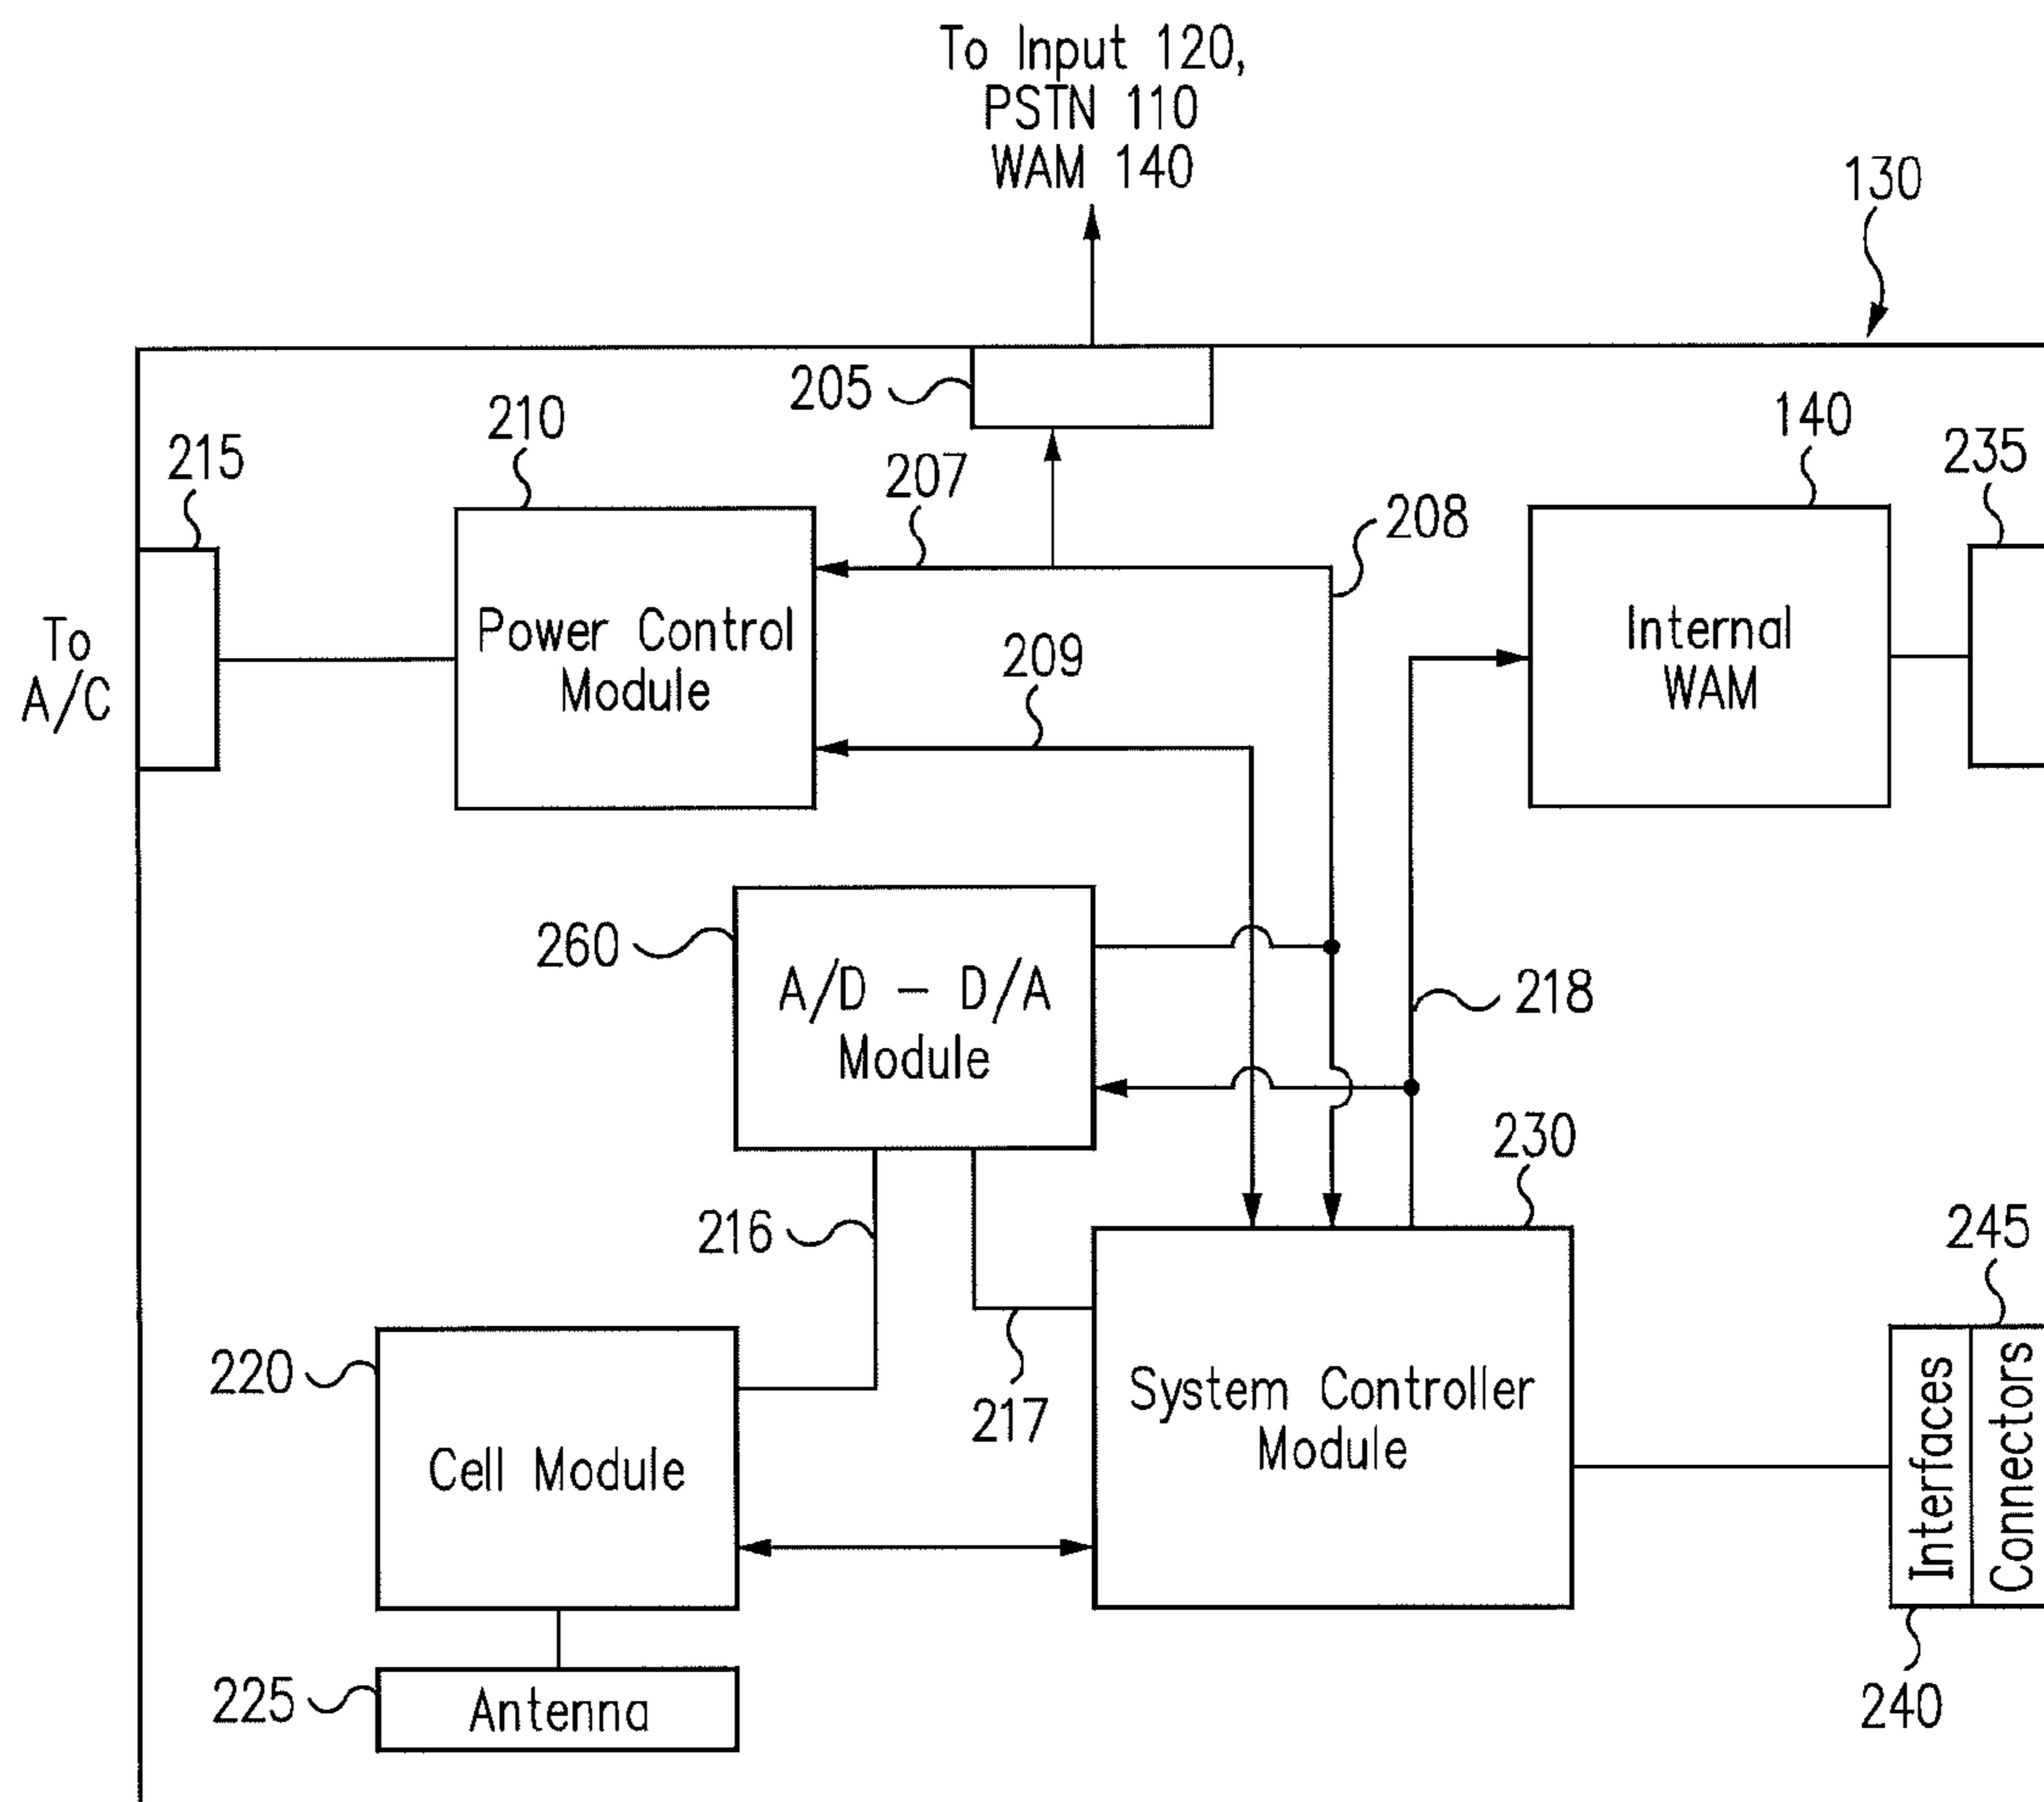 To Input 120,
PSTN 110
WAM 140
130
205
210
140
215
207
235
208
Power Control
Module
Internal
WAM
To
A/C
209
260
A/D - D/A
Module
218
230
216
245
220
217
System Controller
Module
Cell Module
Interfaces
Connectors
225
Antenna
240